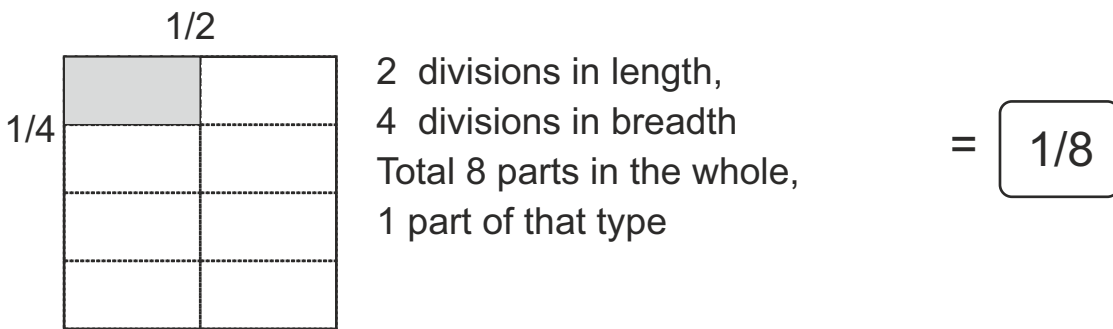 1/2
1/4
2 divisions in length,
4 divisions in breadth
Total 8 parts in the whole,
1 part of that type
= 1/8